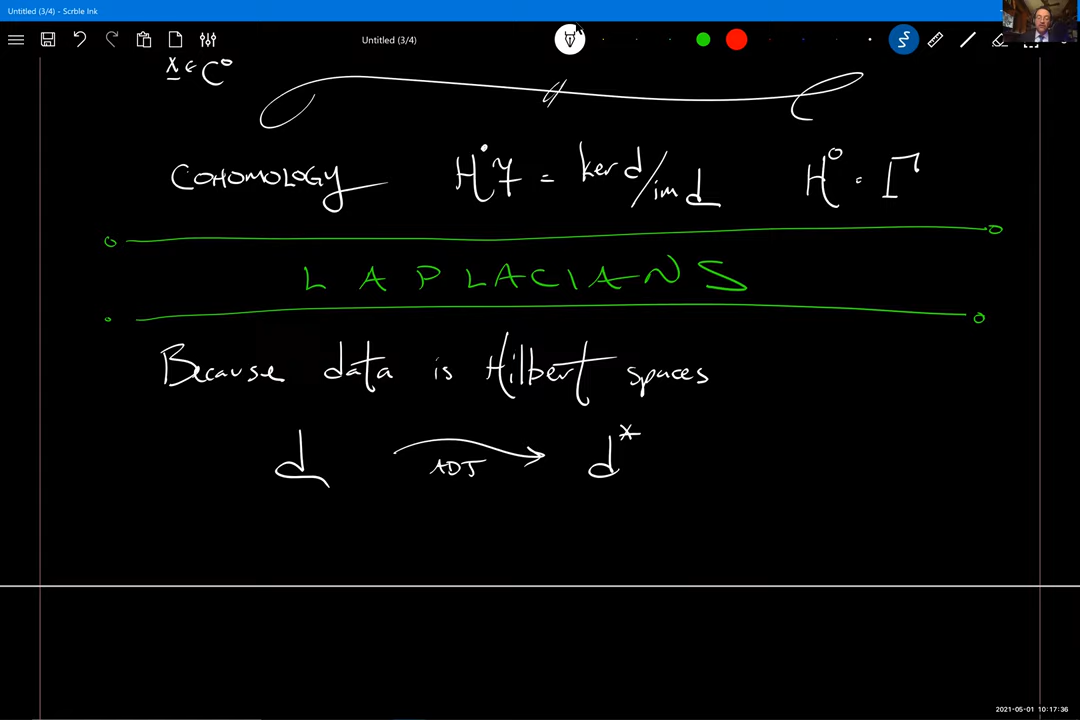 Untitled (3/4) - Scrble Ink
Untitled (3/4)
x ∈ C⁰
COHOMOLOGY H˙F = ker d / im d H⁰ = Γ
LAPLACIANS
Because data is Hilbert spaces
d ADJ d*
2021-05-01 10:17:36